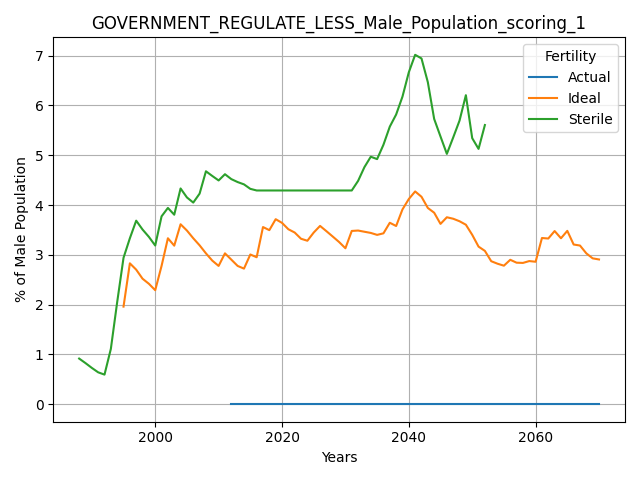 GOVERNMENT_REGULATE_LESS_Male_Population_scoring_1
Fertility
Actual
Ideal
Sterile
% of Male Population
7
6
5
4
3
2
1
0
2000 2020 2040 2060
Years